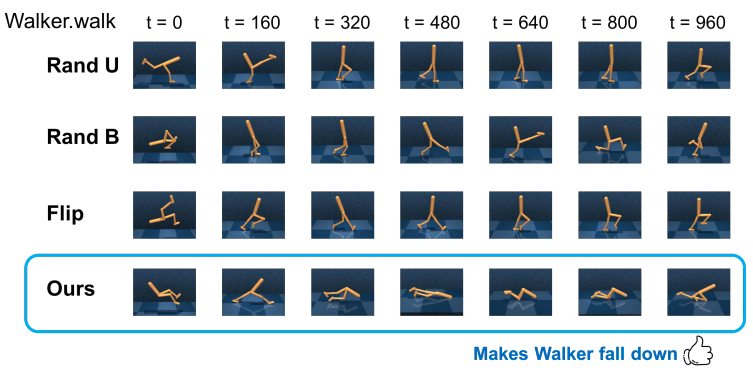 Walker.walk t = 0 t = 160 t = 320 t = 480 t = 640 t = 800 t = 960
Rand U
Rand B
Flip
Ours
Makes Walker fall down